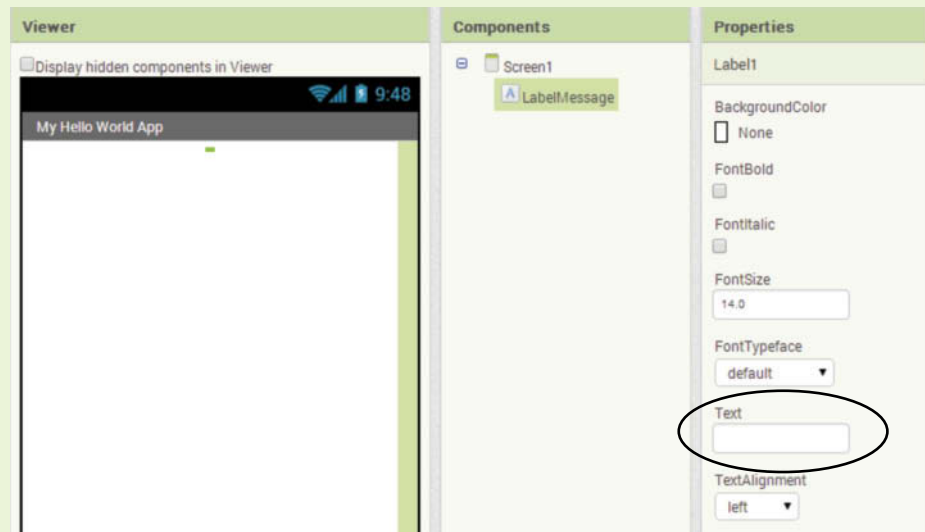 Viewer
Display hidden components in Viewer
9:48
My Hello World App
Components
Screen1
LabelMessage
Properties
Label1
BackgroundColor
None
FontBold
FontItalic
FontSize
14.0
FontTypeface
default
Text
TextAlignment
left